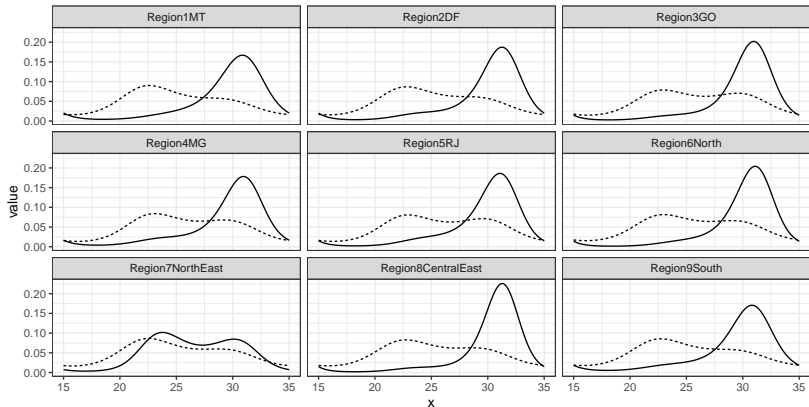 Region1MT Region2DF Region3GO
0.20
0.15
0.10
0.05
0.00
Region4MG Region5RJ Region6North
0.20
0.15
0.10
0.05
0.00
value
Region7NorthEast Region8CentralEast Region9South
0.20
0.15
0.10
0.05
0.00
15 20 25 30 35 15 20 25 30 35 15 20 25 30 35
x